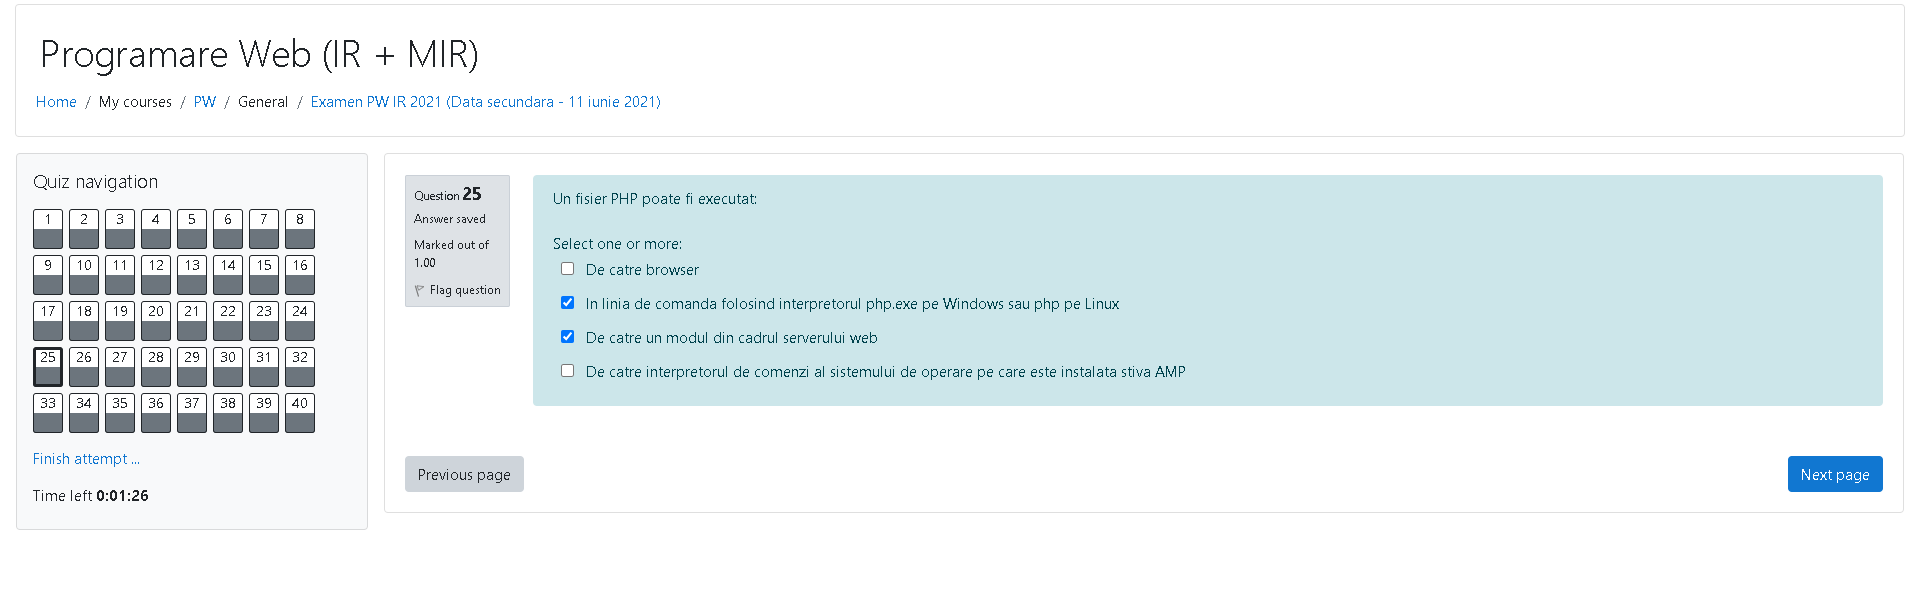 Programare Web (IR + MIR)
Home / My courses / PW / General / Examen PW IR 2021 (Data secundara - 11 iunie 2021)
Quiz navigation
1 2 3 4 5 6 7 8
9 10 11 12 13 14 15 16
17 18 19 20 21 22 23 24
25 26 27 28 29 30 31 32
33 34 35 36 37 38 39 40
Finish attempt ...
Time left 0:01:26
Question 25
Answer saved
Marked out of
1.00
Flag question
Un fisier PHP poate fi executat:
Select one or more:
De catre browser
In linia de comanda folosind interpretorul php.exe pe Windows sau php pe Linux
De catre un modul din cadrul serverului web
De catre interpretorul de comenzi al sistemului de operare pe care este instalata stiva AMP
Previous page
Next page